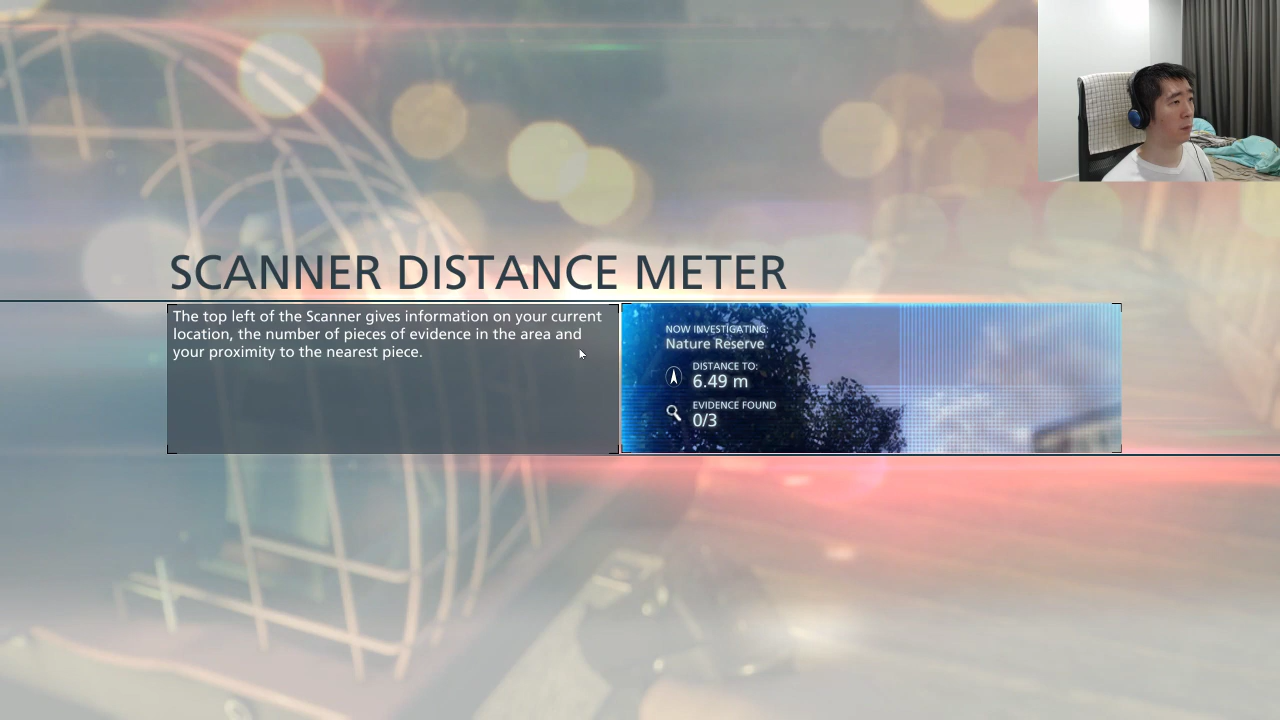 SCANNER DISTANCE METER
The top left of the Scanner gives information on your current
location, the number of pieces of evidence in the area and
your proximity to the nearest piece.
NOW INVESTIGATING:
Nature Reserve
DISTANCE TO:
6.49 m
EVIDENCE FOUND
0/3